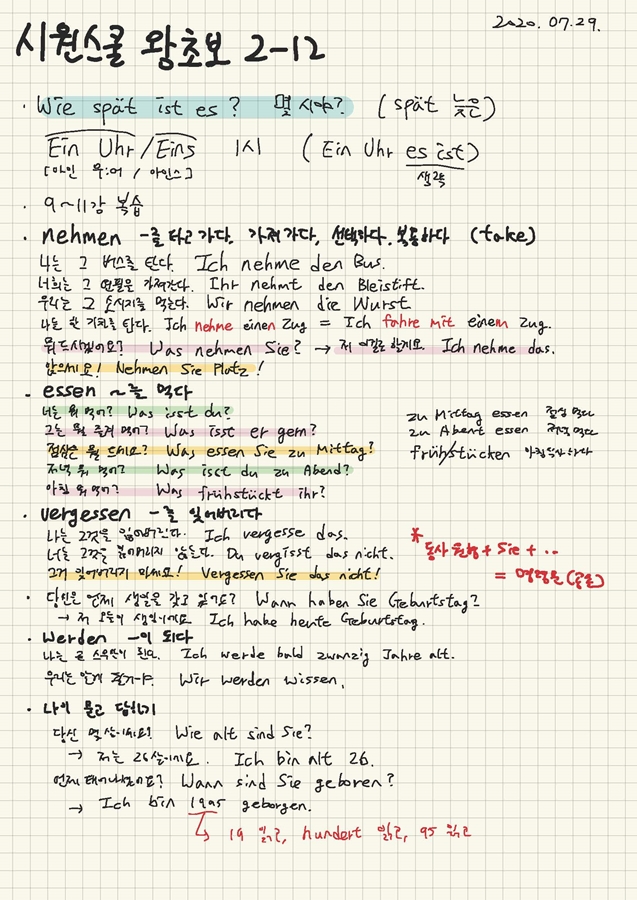 2020. 07. 29.
시원스쿨 왕초보 2-12
· Wie spät ist es? 몇 시야? (spät 늦은)
Ein Uhr / Eins 1시 (Ein Uhr es ist)
[아인 우:어 / 아인스] 생략
· 9~11강 복습
· nehmen -를 타고 가다. 가져가다, 선택하다. 복용하다 (take)
나는 그 버스를 탄다. Ich nehme den Bus.
너희는 그 연필을 가져간다. Ihr nehmt den Bleistift.
우리는 그 소시지를 먹는다. Wir nehmen die Wurst
나는 한 기차를 탄다. Ich nehme einen Zug = Ich fahre mit einem Zug.
뭐드시겠어요? Was nehmen Sie? → 저 이걸로 할게요. Ich nehme das.
앉으세요! Nehmen Sie Platz!
- essen ~을 먹다
너는 뭐 먹어? Was isst du?
zu Mittag essen 점심 먹다
그는 뭘 즐겨 먹어? Was isst er gern?
zu Abent essen 저녁 먹다
점심은 뭘 드세요? Was essen Sie zu Mittag?
früh/stücken 아침식사하다
저녁 뭐 먹어? Was isst du zu Abend?
아침 뭐 먹어? Was frühstückt ihr?
· vergessen -를 잊어버리다
나는 그것을 잊어버린다. Ich vergesse das.
너는 그것을 잊어버리지 않는다. Du vergisst das nicht.
* 동사원형 + Sie + ..
그거 잊어버리지 마세요! Vergessen Sie das nicht!
= 명령문 (공손)
· 당신은 언제 생일을 갖고 있어요? Wann haben Sie Geburtstag?
→ 저 오늘이 생일이에요. Ich habe heute Geburtstag.
· Werden -이 되다
나는 곧 스무살이 된다. Ich werde bald zwanzig Jahre alt.
우리는 알게 될거야. Wir werden wissen.
· 나이 묻고 답하기
당신 몇살이에요? Wie alt sind Sie?
→ 저는 26살이에요. Ich bin alt 26.
언제 태어나셨어요? Wann sind Sie geboren?
→ Ich bin 1995 geborgen.
↳ 19 읽고, hundert 읽고, 95 읽고